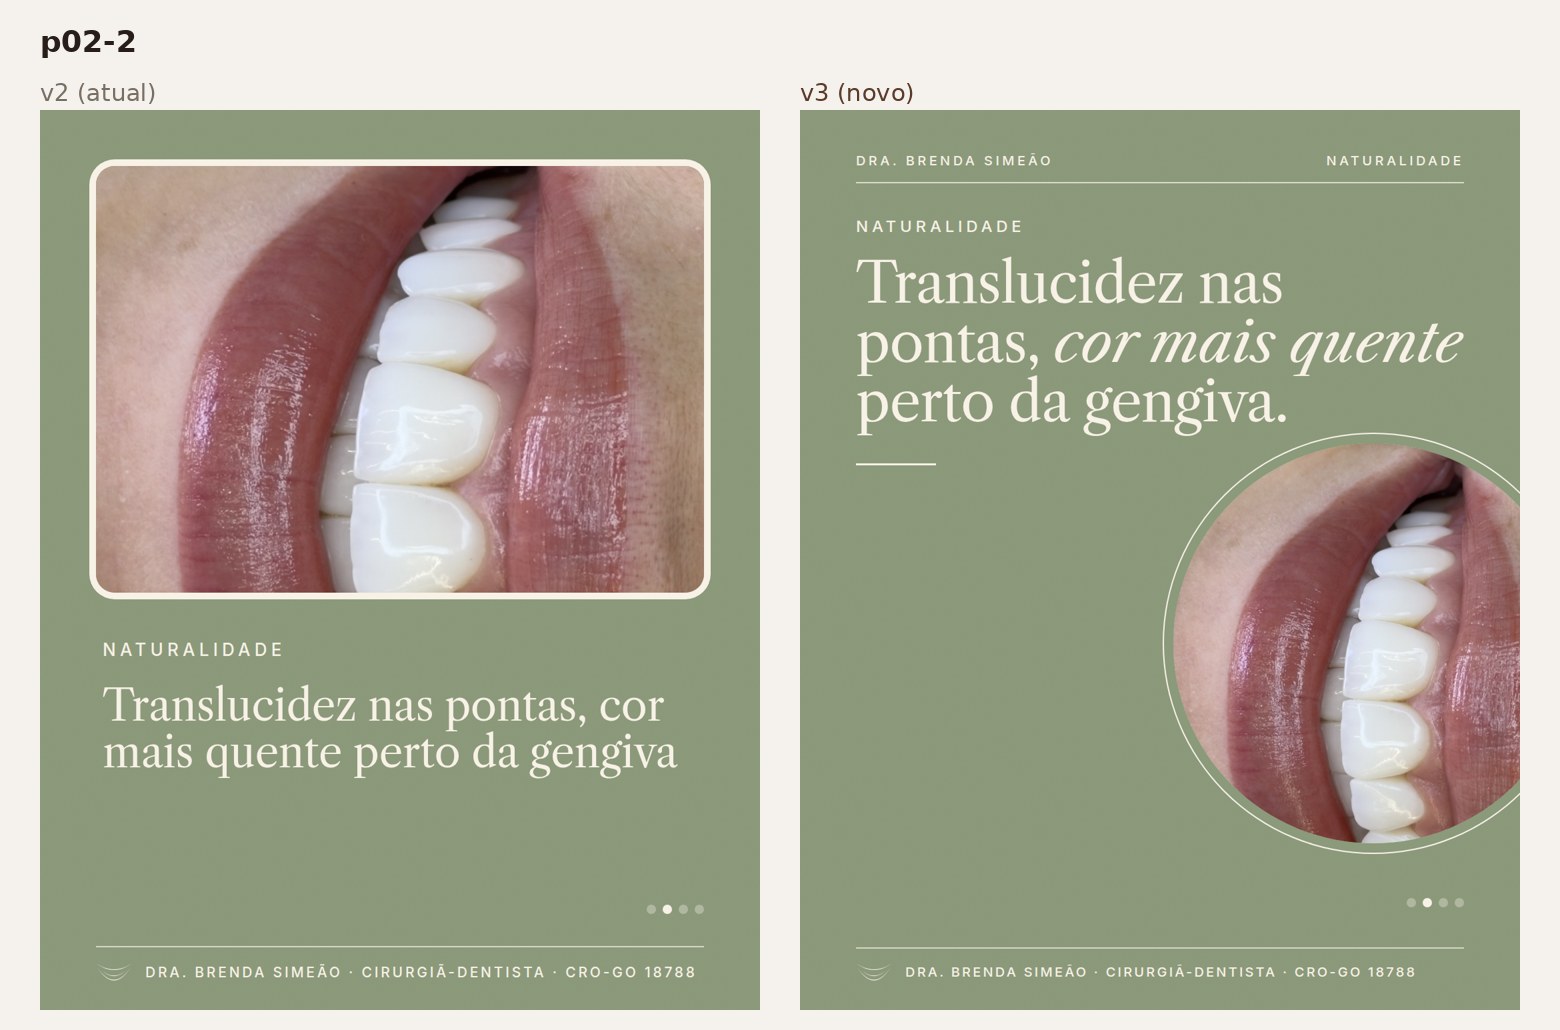 p02-2
v2 (atual)
NATURALIDADE
Translucidez nas pontas, cor
mais quente perto da gengiva
DRA. BRENDA SIMEÃO · CIRURGIÃ-DENTISTA · CRO-GO 18788
v3 (novo)
DRA. BRENDA SIMEÃO NATURALIDADE
NATURALIDADE
Translucidez nas
pontas, cor mais quente
perto da gengiva.
DRA. BRENDA SIMEÃO · CIRURGIÃ-DENTISTA · CRO-GO 18788